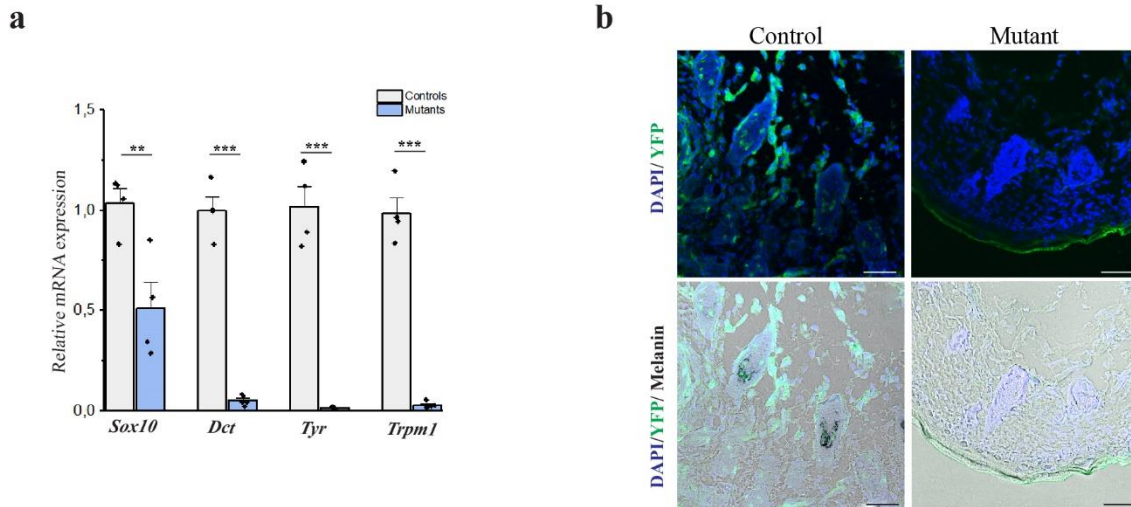 a
b
Control
Mutant
Controls
Mutants
1,5
1,0
0,5
0,0
Relative mRNA expression
**
***
***
***
Sox10
Dct
Tyr
Trpm1
DAPI/ YFP
DAPI/YFP/ Melanin